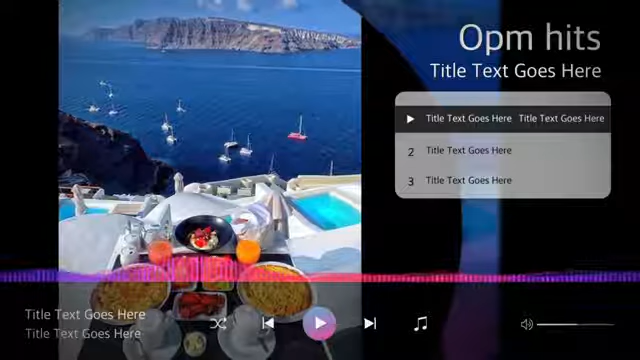 Opm hits
Title Text Goes Here
Title Text Goes Here Title Text Goes Here
2 Title Text Goes Here
3 Title Text Goes Here
Title Text Goes Here
Title Text Goes Here